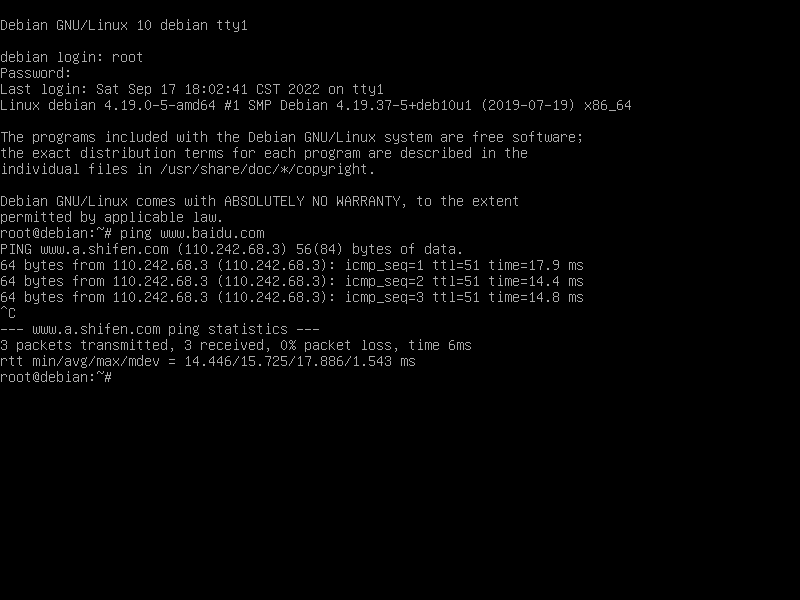 Debian GNU/Linux 10 debian tty1
debian login: root
Password:
Last login: Sat Sep 17 18:02:41 CST 2022 on tty1
Linux debian 4.19.0-5-amd64 #1 SMP Debian 4.19.37-5+deb10u1 (2019-07-19) x86_64
The programs included with the Debian GNU/Linux system are free software;
the exact distribution terms for each program are described in the
individual files in /usr/share/doc/*/copyright.
Debian GNU/Linux comes with ABSOLUTELY NO WARRANTY, to the extent
permitted by applicable law.
root@debian:~# ping www.baidu.com
PING www.a.shifen.com (110.242.68.3) 56(84) bytes of data.
64 bytes from 110.242.68.3 (110.242.68.3): icmp_seq=1 ttl=51 time=17.9 ms
64 bytes from 110.242.68.3 (110.242.68.3): icmp_seq=2 ttl=51 time=14.4 ms
64 bytes from 110.242.68.3 (110.242.68.3): icmp_seq=3 ttl=51 time=14.8 ms
^C
--- www.a.shifen.com ping statistics ---
3 packets transmitted, 3 received, 0% packet loss, time 6ms
rtt min/avg/max/mdev = 14.446/15.725/17.886/1.543 ms
root@debian:~#